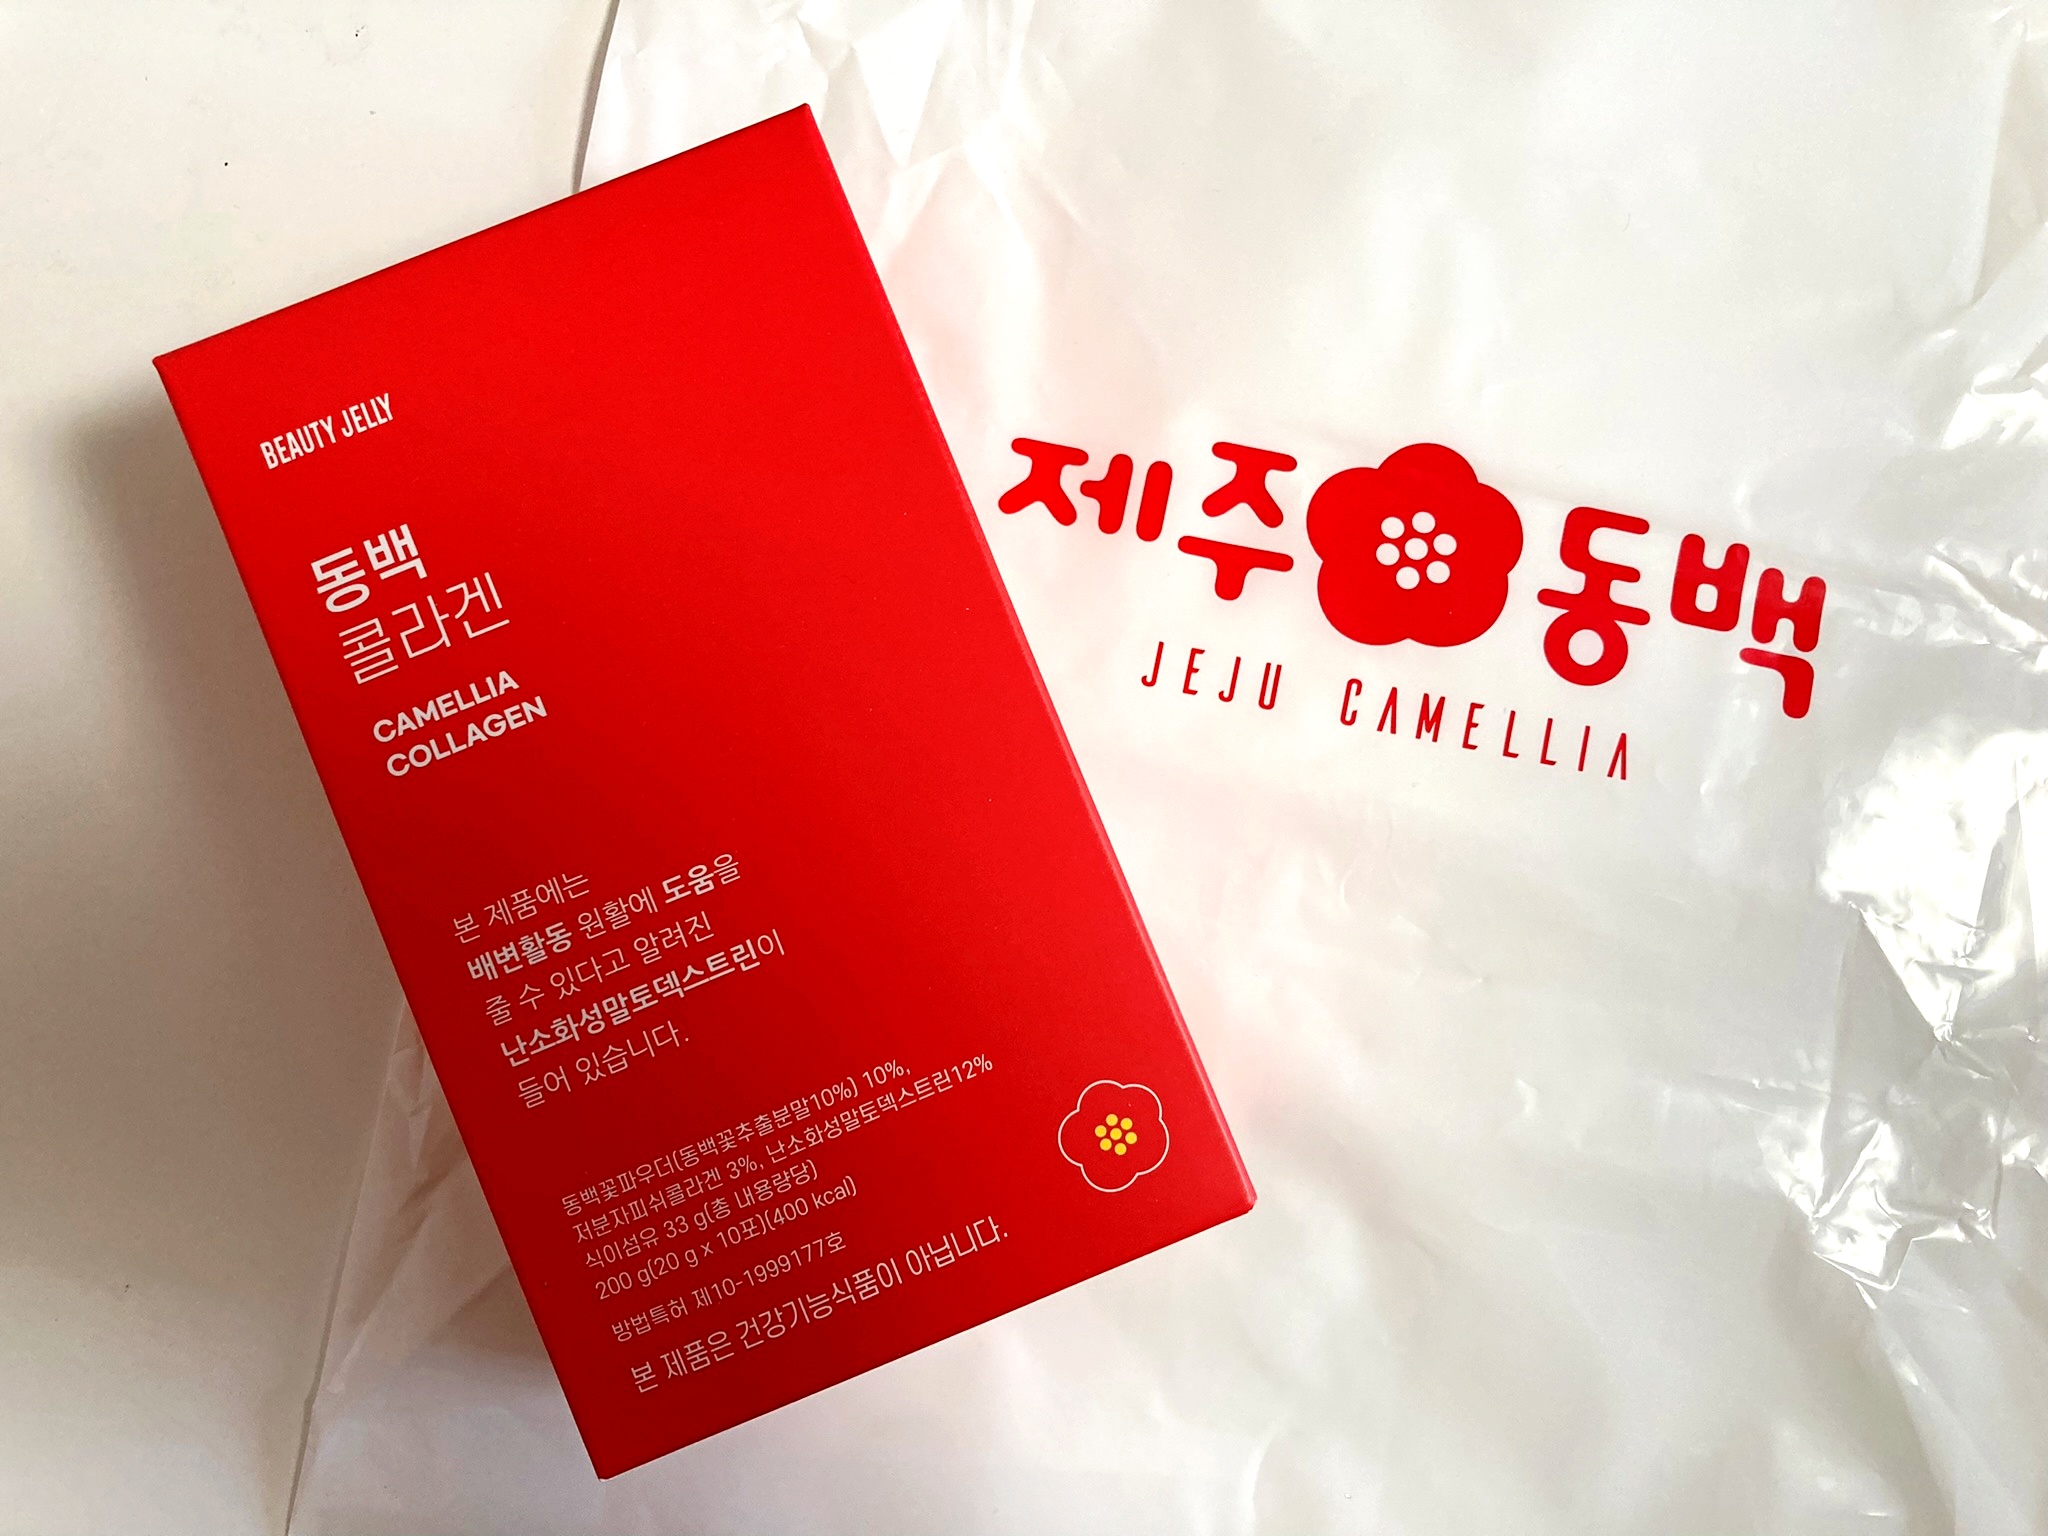 BEAUTY JELLY
동백
콜라겐
CAMELLIA
COLLAGEN
본 제품에는
배변활동 원활에 도움을
줄 수 있다고 알려진
난소화성말토덱스트린이
들어 있습니다.
동백꽃파우더(동백꽃추출분말10%) 10%,
저분자피쉬콜라겐 3%, 난소화성말토덱스트린12%
식이섬유 33 g(총 내용량당)
200 g(20 g x 10포)(400 kcal)
방법특허 제10-1999177호
본 제품은 건강기능식품이 아닙니다.
제주동백
JEJU CAMELLIA